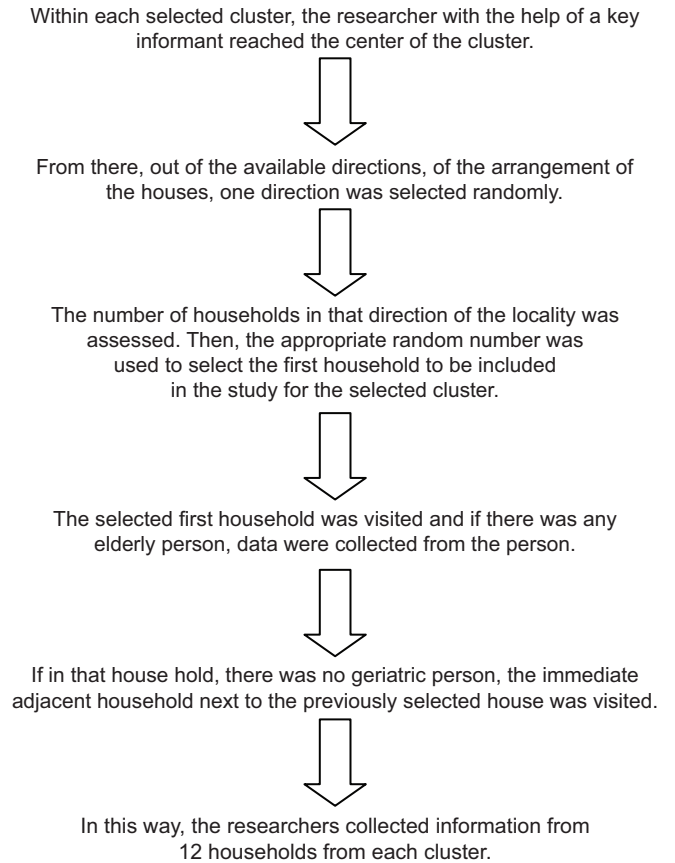 Within each selected cluster, the researcher with the help of a key
informant reached the center of the cluster.
From there, out of the available directions, of the arrangement of
the houses, one direction was selected randomly.
The number of households in that direction of the locality was
assessed. Then, the appropriate random number was
used to select the first household to be included
in the study for the selected cluster.
The selected first household was visited and if there was any
elderly person, data were collected from the person.
If in that house hold, there was no geriatric person, the immediate
adjacent household next to the previously selected house was visited.
In this way, the researchers collected information from
12 households from each cluster.